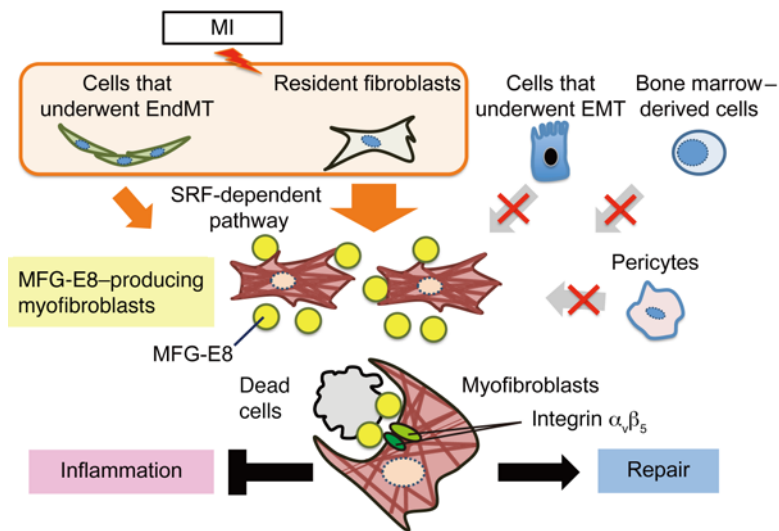 MI
Cells that
underwent EndMT
Resident fibroblasts
Cells that
underwent EMT
Bone marrow–
derived cells
SRF-dependent
pathway
MFG-E8–producing
myofibroblasts
Pericytes
MFG-E8
Dead
cells
Myofibroblasts
Integrin αvβ5
Inflammation
Repair